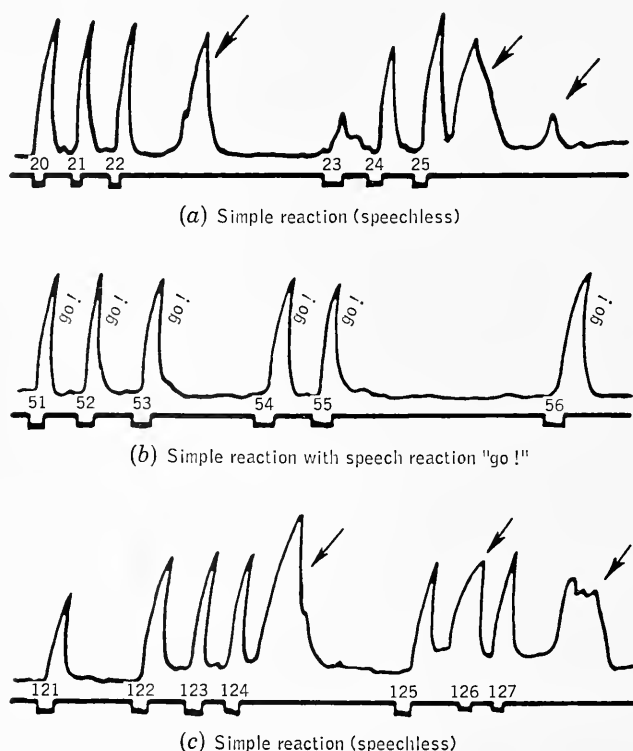 20 21 22 23 24 25
(a) Simple reaction (speechless)
go! go! go! go! go! go!
51 52 53 54 55 56
(b) Simple reaction with speech reaction "go!"
121 122 123 124 125 126 127
(c) Simple reaction (speechless)